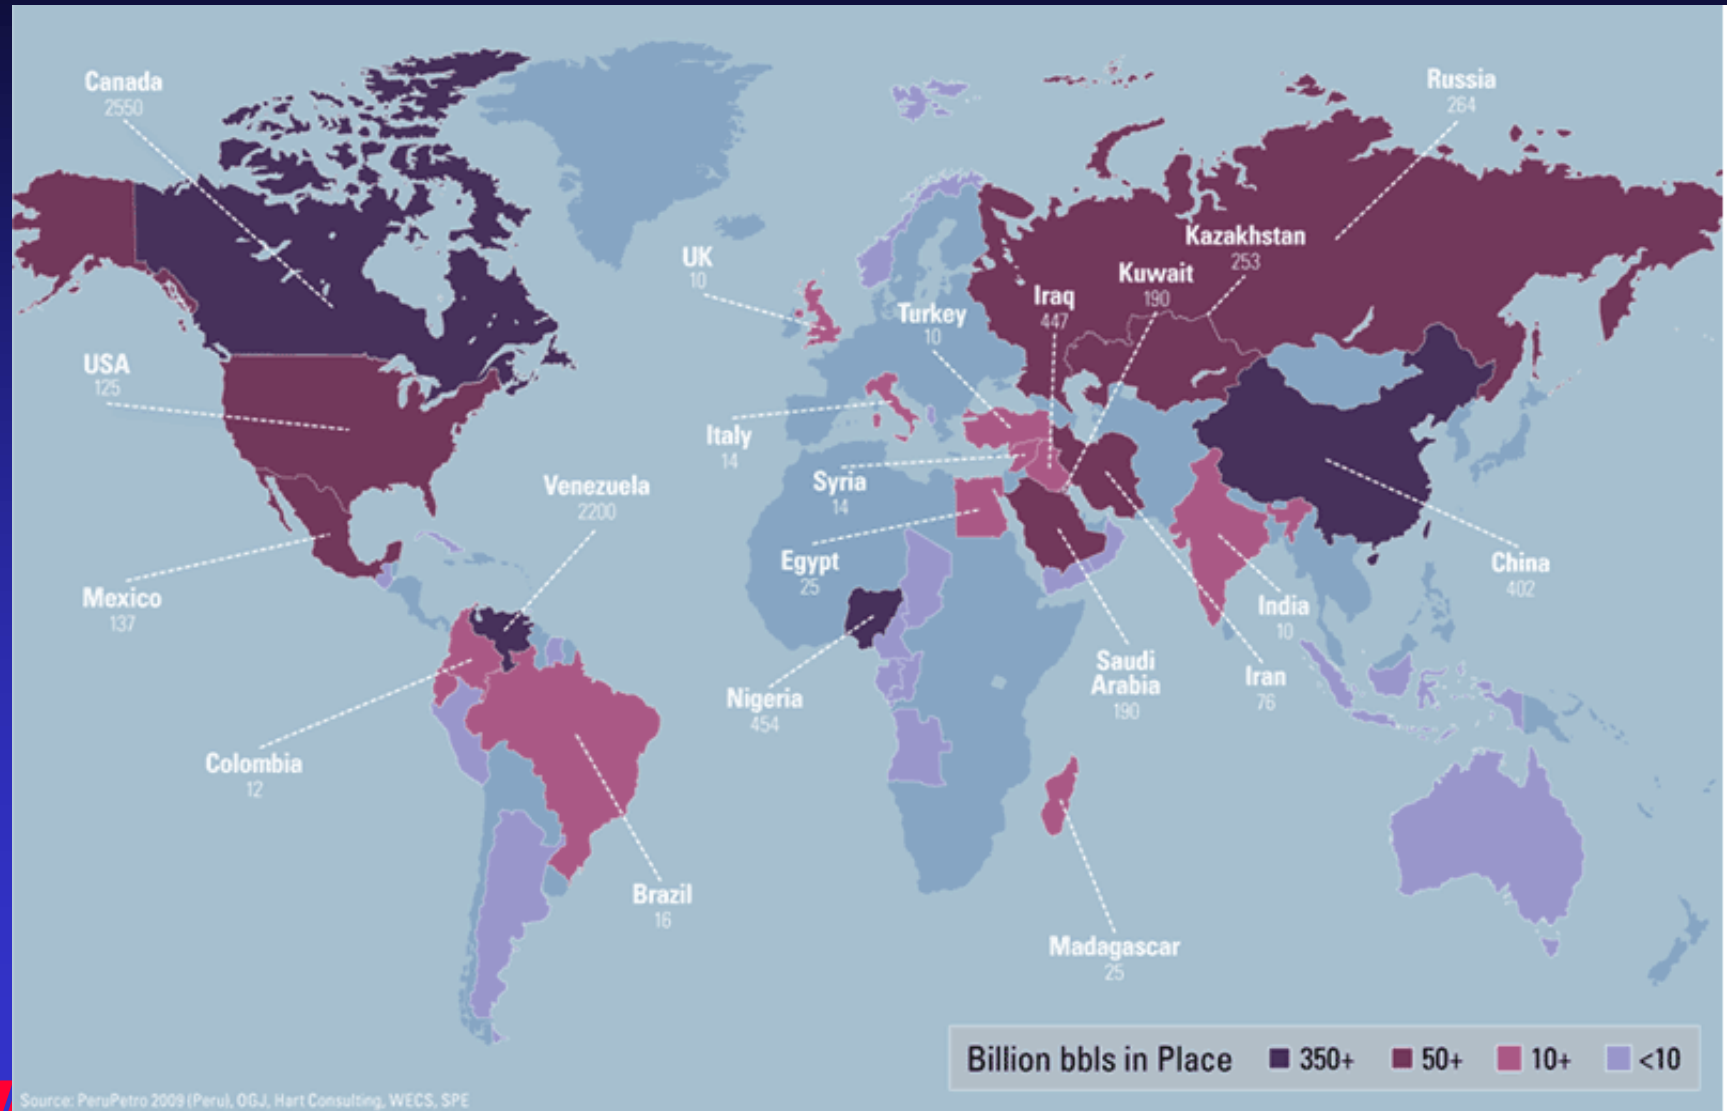 Canada
2550
Russia
264
Kazakhstan
253
UK
10
Kuwait
190
Iraq
447
Turkey
10
USA
125
Italy
14
Venezuela
2200
Syria
14
Egypt
25
China
402
Mexico
137
India
10
Saudi
Arabia
190
Iran
76
Nigeria
454
Colombia
12
Brazil
16
Madagascar
25
Billion bbls in Place 350+ 50+ 10+ <10
Source: PeruPetro 2009 (Peru), OGJ, Hart Consulting, WECS, SPE